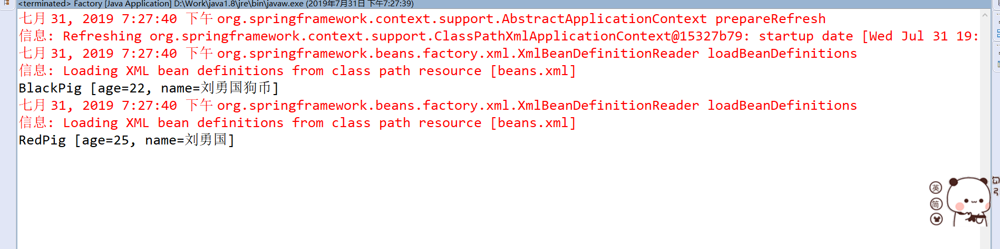 <terminated> Factory [Java Application] D:\Work\java1.8\jre\bin\javaw.exe (2019年7月31日 下午7:27:39)
七月 31, 2019 7:27:40 下午 org.springframework.context.support.AbstractApplicationContext prepareRefresh
信息: Refreshing org.springframework.context.support.ClassPathXmlApplicationContext@15327b79: startup date [Wed Jul 31 19:
七月 31, 2019 7:27:40 下午 org.springframework.beans.factory.xml.XmlBeanDefinitionReader loadBeanDefinitions
信息: Loading XML bean definitions from class path resource [beans.xml]
BlackPig [age=22, name=刘勇国狗币]
七月 31, 2019 7:27:40 下午 org.springframework.beans.factory.xml.XmlBeanDefinitionReader loadBeanDefinitions
信息: Loading XML bean definitions from class path resource [beans.xml]
RedPig [age=25, name=刘勇国]
英
简